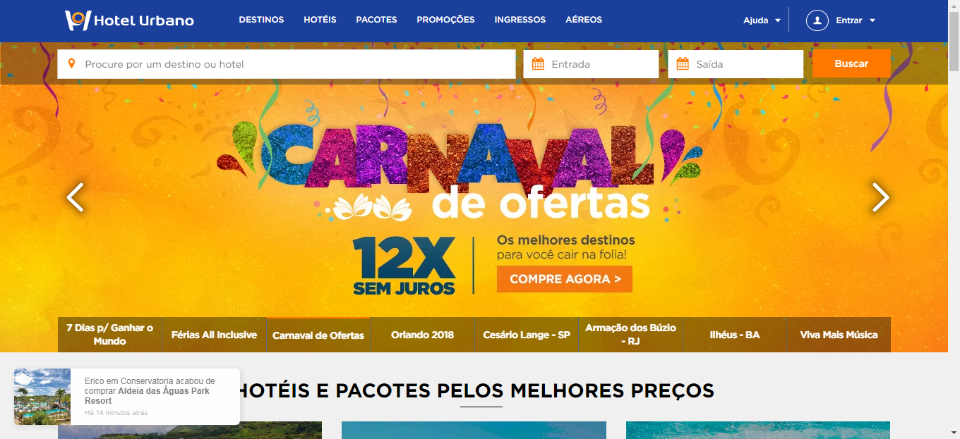 Hotel Urbano
DESTINOS HOTÉIS PACOTES PROMOÇÕES INGRESSOS AÉREOS
Ajuda Entrar
Procure por um destino ou hotel
Entrada
Saída
Buscar
CARNAVAL
de ofertas
12X
SEM JUROS
Os melhores destinos
para você cair na folia!
COMPRE AGORA >
7 Dias p/ Ganhar o
Mundo
Férias All Inclusive
Carnaval de Ofertas
Orlando 2018
Cesário Lange - SP
Armação dos Búzio
- RJ
Ilhéus - BA
Viva Mais Música
HOTÉIS E PACOTES PELOS MELHORES PREÇOS
Erico em Conservatoria acabou de
comprar Aldeia das Águas Park
Resort
Há 14 minutos atrás